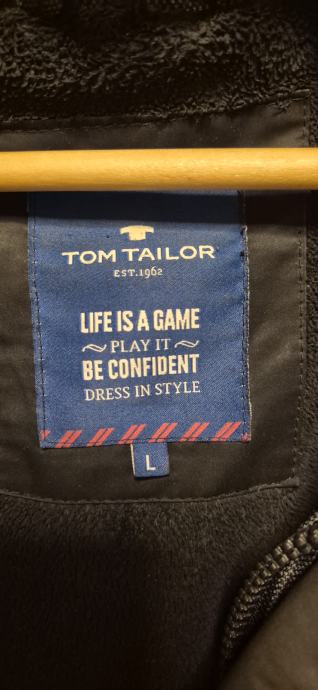 TOM TAILOR
EST.1962
LIFE IS A GAME
~ PLAY IT ~
BE CONFIDENT
DRESS IN STYLE
L